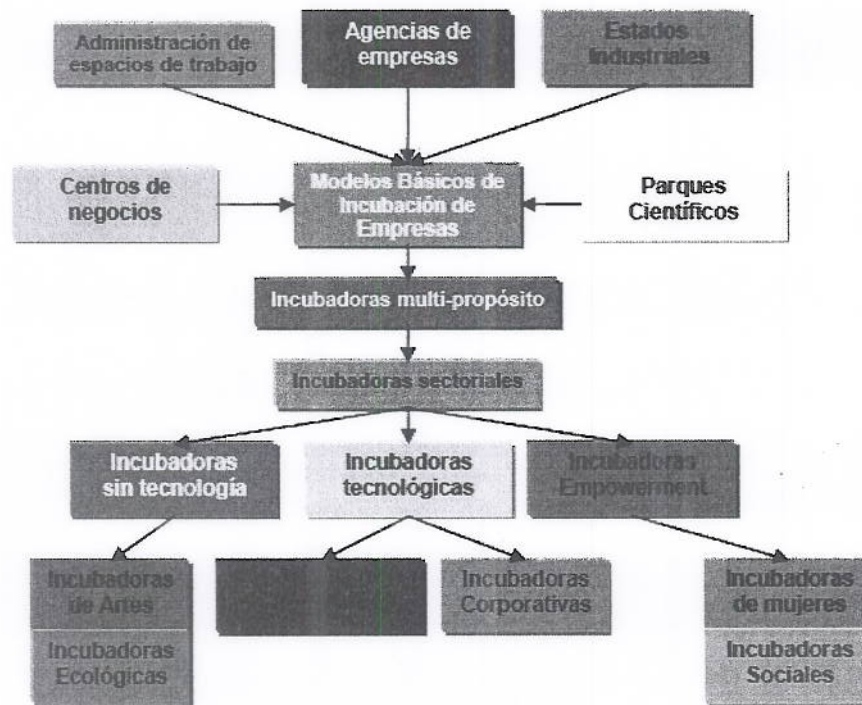 Administración de
espacios de trabajo
Agencias de
empresas
Estados
Industriales
Centros de
negocios
Modelos Básicos de
Incubación de
Empresas
Parques
Científicos
Incubadoras multi-propósito
Incubadoras sectoriales
Incubadoras
sin tecnología
Incubadoras
tecnológicas
Incubadoras
Empowerment
Incubadoras
de Artes
Incubadoras
Ecológicas
Incubadoras
Corporativas
Incubadoras
de mujeres
Incubadoras
Sociales